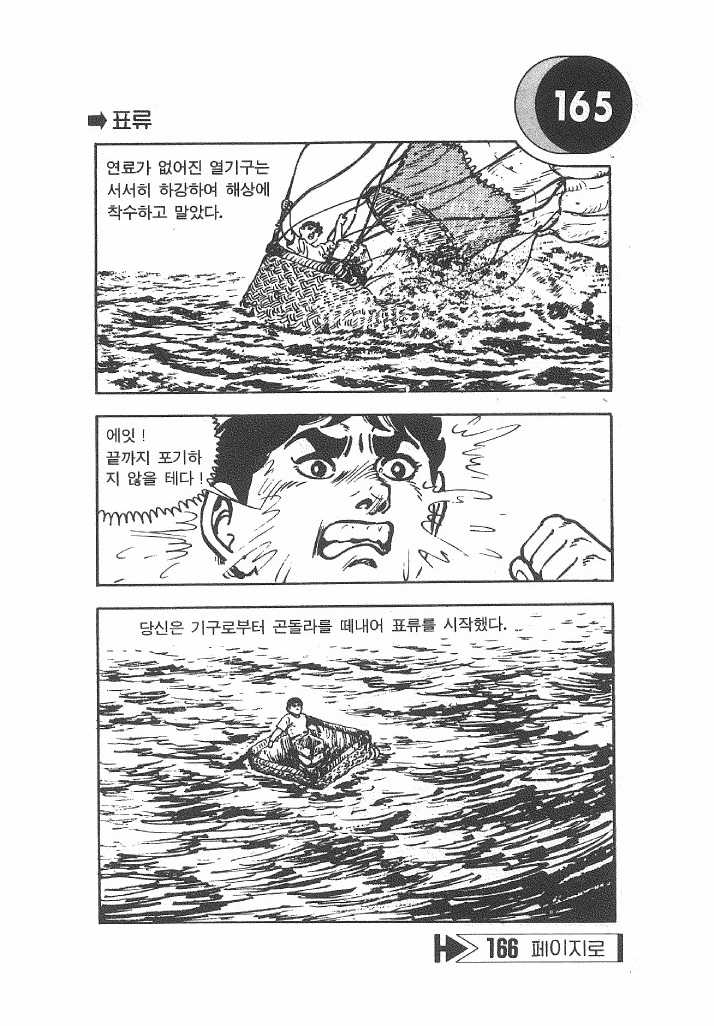 165
표류
연료가 없어진 열기구는
서서히 하강하여 해상에
착수하고 말았다.
에잇 !
끝까지 포기하
지 않을 테다 !
당신은 기구로부터 곤돌라를 떼내어 표류를 시작했다.
166 페이지로